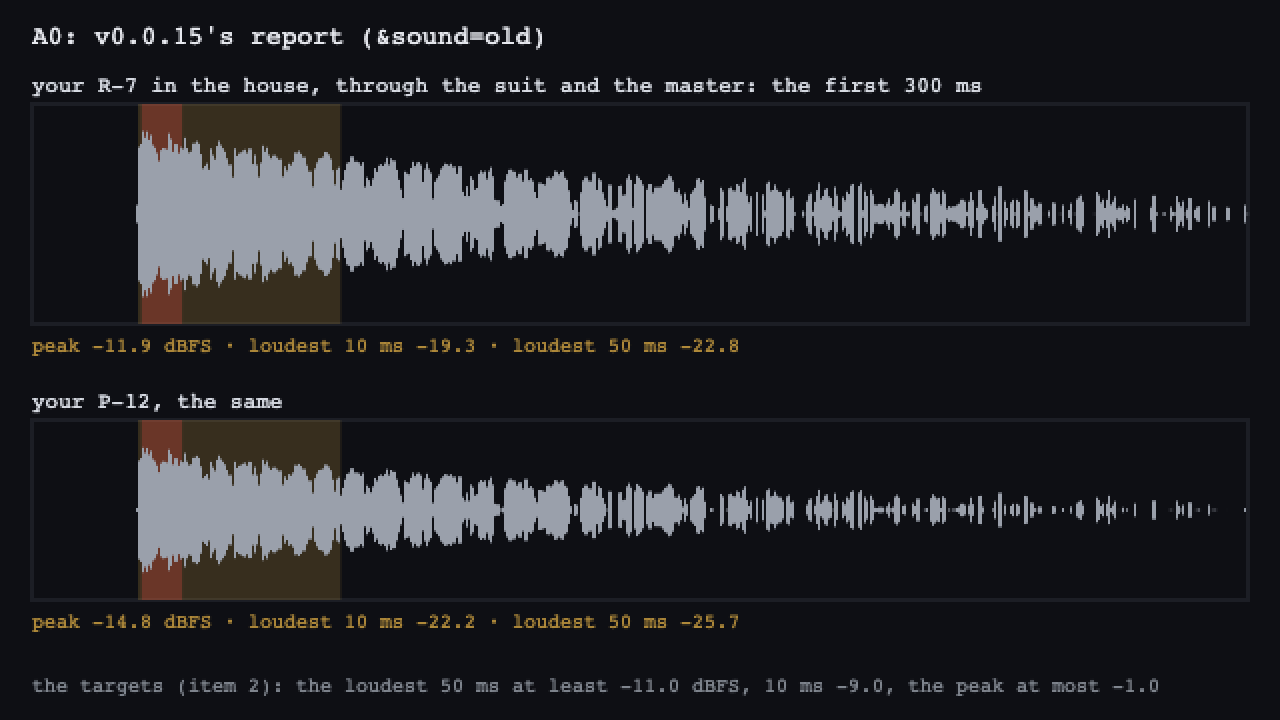 A0: v0.0.15's report (&sound=old)
your R-7 in the house, through the suit and the master: the first 300 ms
peak -11.9 dBFS · loudest 10 ms -19.3 · loudest 50 ms -22.8
your P-12, the same
peak -14.8 dBFS · loudest 10 ms -22.2 · loudest 50 ms -25.7
the targets (item 2): the loudest 50 ms at least -11.0 dBFS, 10 ms -9.0, the peak at most -1.0